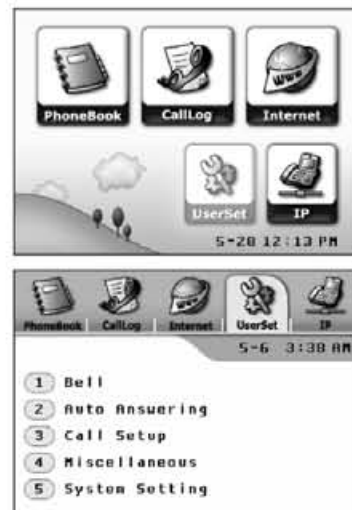 PhoneBook CallLog Internet
Www
UserSet IP
5-28 12:13 PM
PhoneBook CallLog Internet UserSet IP
5-6 3:38 AM
1 Bell
2 Auto Answering
3 Call Setup
4 Miscellaneous
5 System Setting